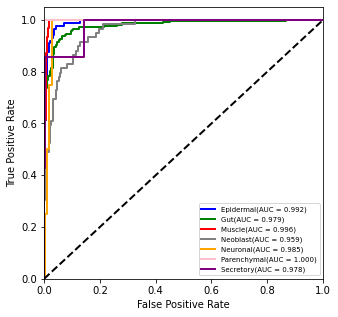 True Positive Rate
1.0
0.8
0.6
0.4
0.2
0.0
Epidermal(AUC = 0.992)
Gut(AUC = 0.979)
Muscle(AUC = 0.996)
Neoblast(AUC = 0.959)
Neuronal(AUC = 0.985)
Parenchymal(AUC = 1.000)
Secretory(AUC = 0.978)
0.0 0.2 0.4 0.6 0.8 1.0
False Positive Rate